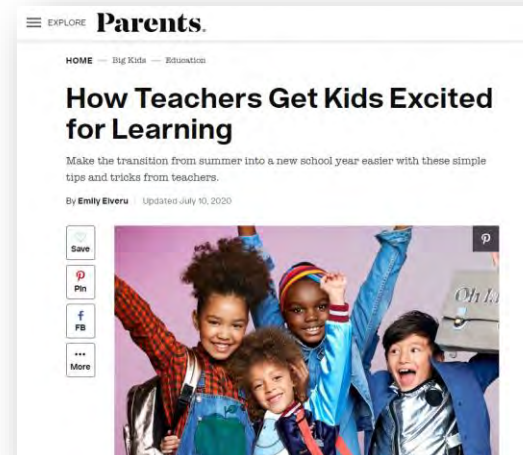 EXPLORE Parents.
HOME — Big Kids — Education
How Teachers Get Kids Excited
for Learning
Make the transition from summer into a new school year easier with these simple
tips and tricks from teachers.
By Emily Elveru | Updated July 10, 2020
Save
Pin
FB
More